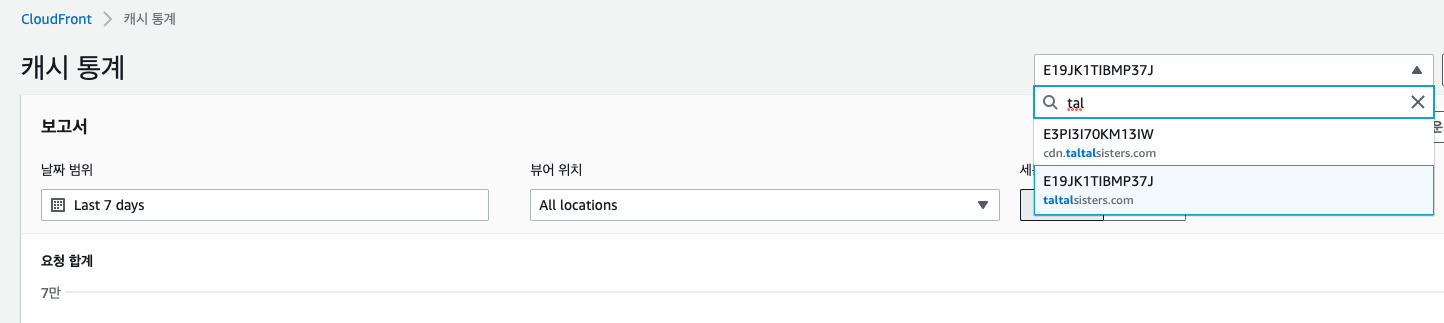 CloudFront > 캐시 통계
캐시 통계
E19JK1TIBMP37J
tal
E3PI3I70KM13IW
cdn.taltalsisters.com
E19JK1TIBMP37J
taltalsisters.com
보고서
날짜 범위
뷰어 위치
Last 7 days
All locations
요청 합계
7만